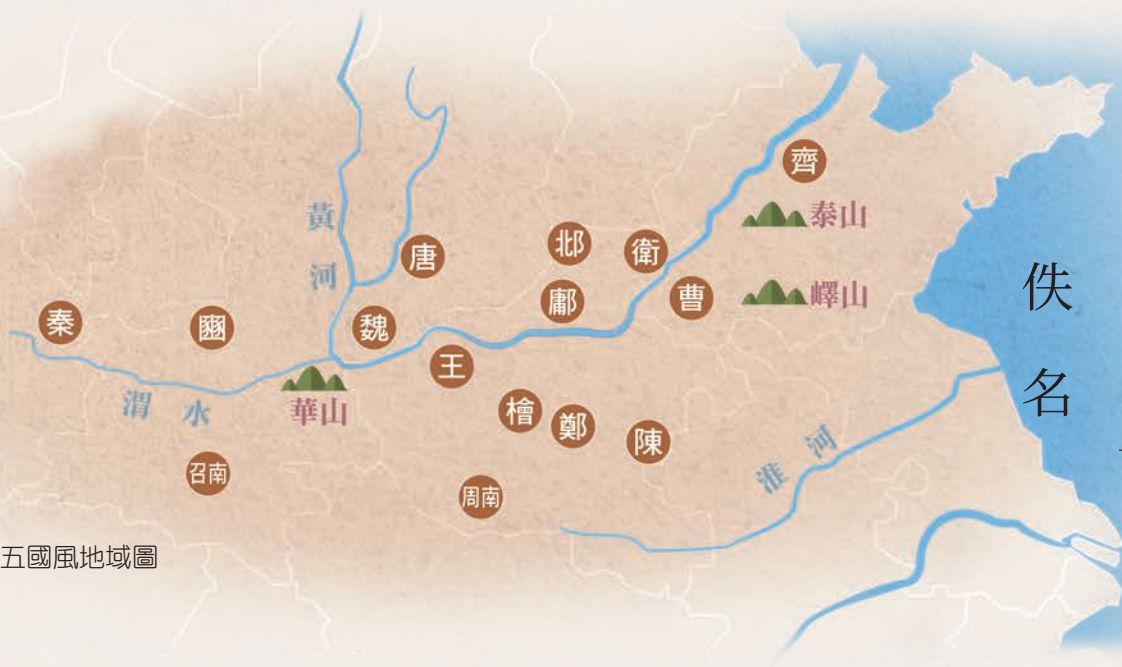 齊
泰山
黃河
唐
邶
衛
鄘
曹
嶧山
佚名
秦
豳
魏
王
渭水
華山
檜
鄭
陳
淮河
召南
周南
五國風地域圖